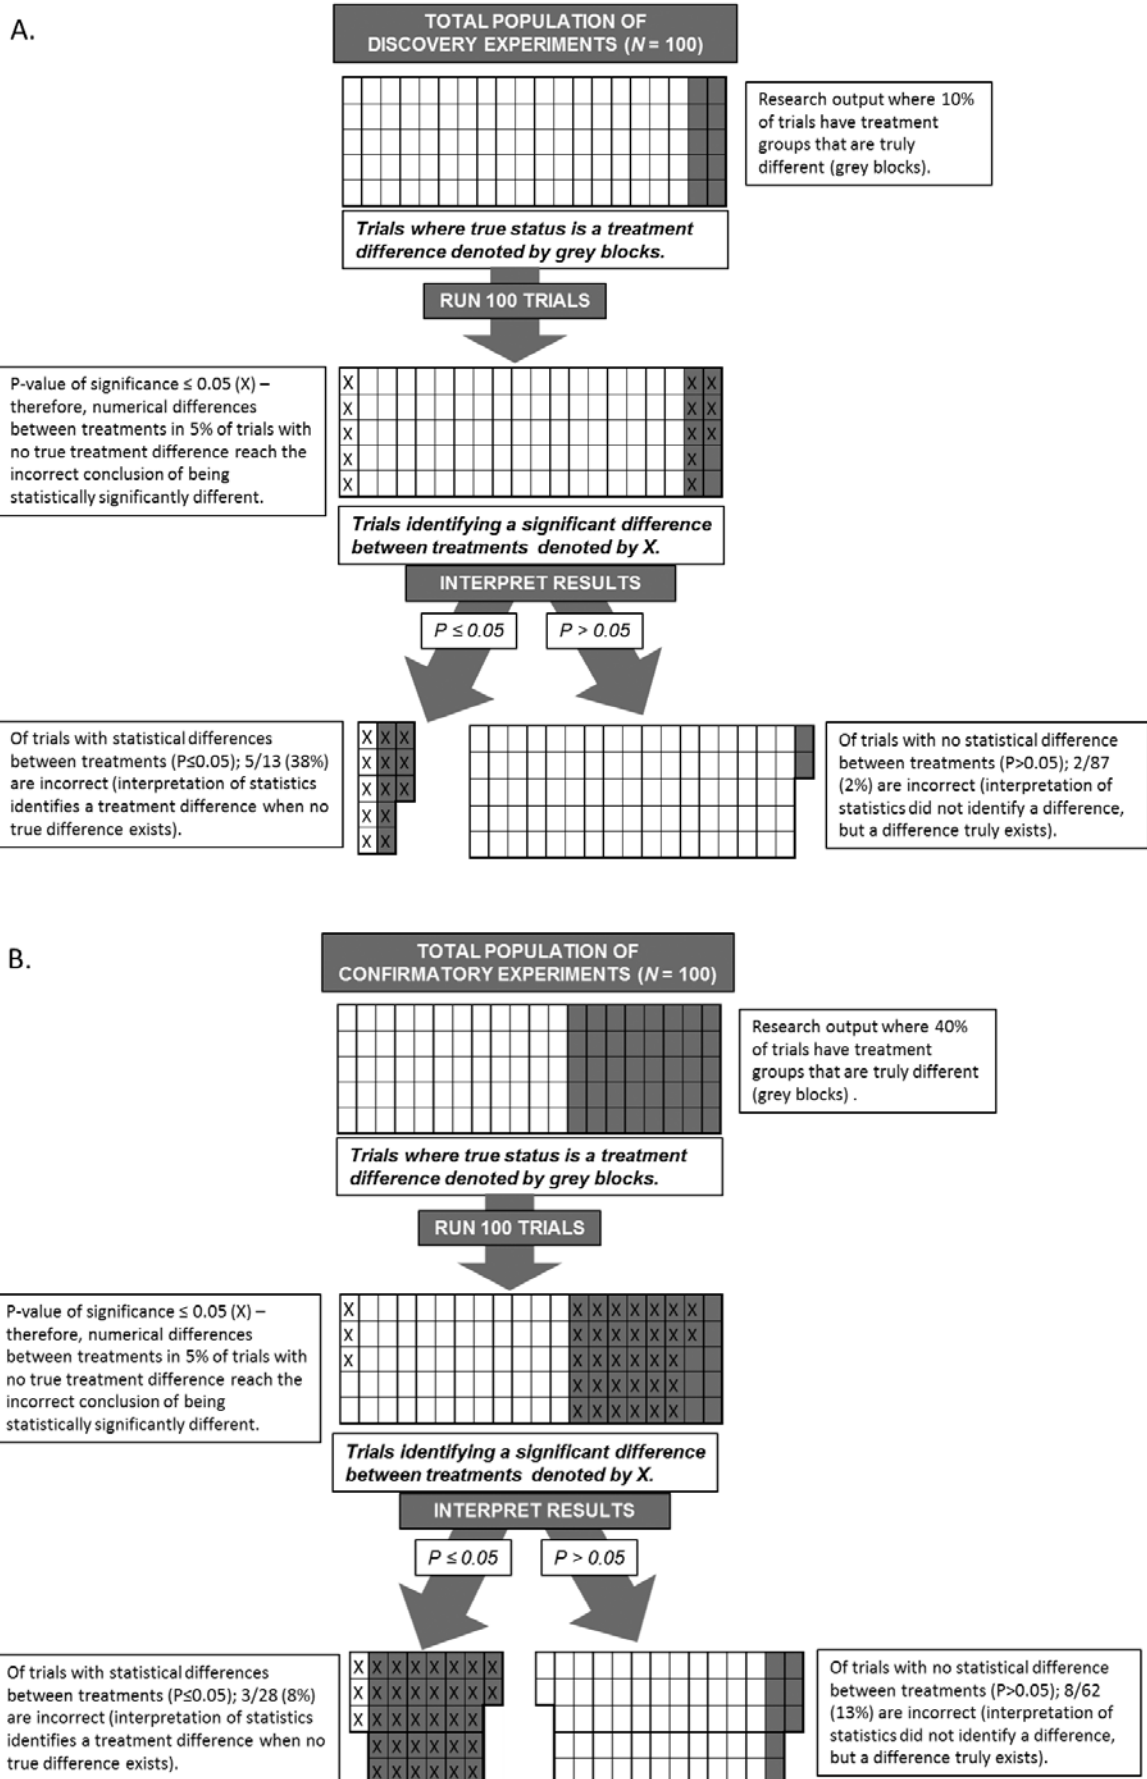 A.
TOTAL POPULATION OF
DISCOVERY EXPERIMENTS (N = 100)
Research output where 10%
of trials have treatment
groups that are truly
different (grey blocks).
Trials where true status is a treatment
difference denoted by grey blocks.
RUN 100 TRIALS
P-value of significance ≤ 0.05 (X) –
therefore, numerical differences
between treatments in 5% of trials with
no true treatment difference reach the
incorrect conclusion of being
statistically significantly different.
X X X
X X X
X X X
X X
X X
Trials identifying a significant difference
between treatments denoted by X.
INTERPRET RESULTS
P ≤ 0.05
P > 0.05
Of trials with statistical differences
between treatments (P≤0.05); 5/13 (38%)
are incorrect (interpretation of statistics
identifies a treatment difference when no
true difference exists).
X X X
X X X
X X X
X X
X X
Of trials with no statistical difference
between treatments (P>0.05); 2/87
(2%) are incorrect (interpretation of
statistics did not identify a difference,
but a difference truly exists).
B.
TOTAL POPULATION OF
CONFIRMATORY EXPERIMENTS (N = 100)
Research output where 40%
of trials have treatment
groups that are truly different
(grey blocks) .
Trials where true status is a treatment
difference denoted by grey blocks.
RUN 100 TRIALS
P-value of significance ≤ 0.05 (X) –
therefore, numerical differences
between treatments in 5% of trials with
no true treatment difference reach the
incorrect conclusion of being
statistically significantly different.
X X X X X X X X
X X X X X X X X
X X X X X X X
X X X X X X
X X X X X X
Trials identifying a significant difference
between treatments denoted by X.
INTERPRET RESULTS
P ≤ 0.05
P > 0.05
Of trials with statistical differences
between treatments (P≤0.05); 3/28 (8%)
are incorrect (interpretation of statistics
identifies a treatment difference when no
true difference exists).
X X X X X X X X
X X X X X X X X
X X X X X X X
X X X X X X
X X X X X X
Of trials with no statistical difference
between treatments (P>0.05); 8/62
(13%) are incorrect (interpretation of
statistics did not identify a difference,
but a difference truly exists).